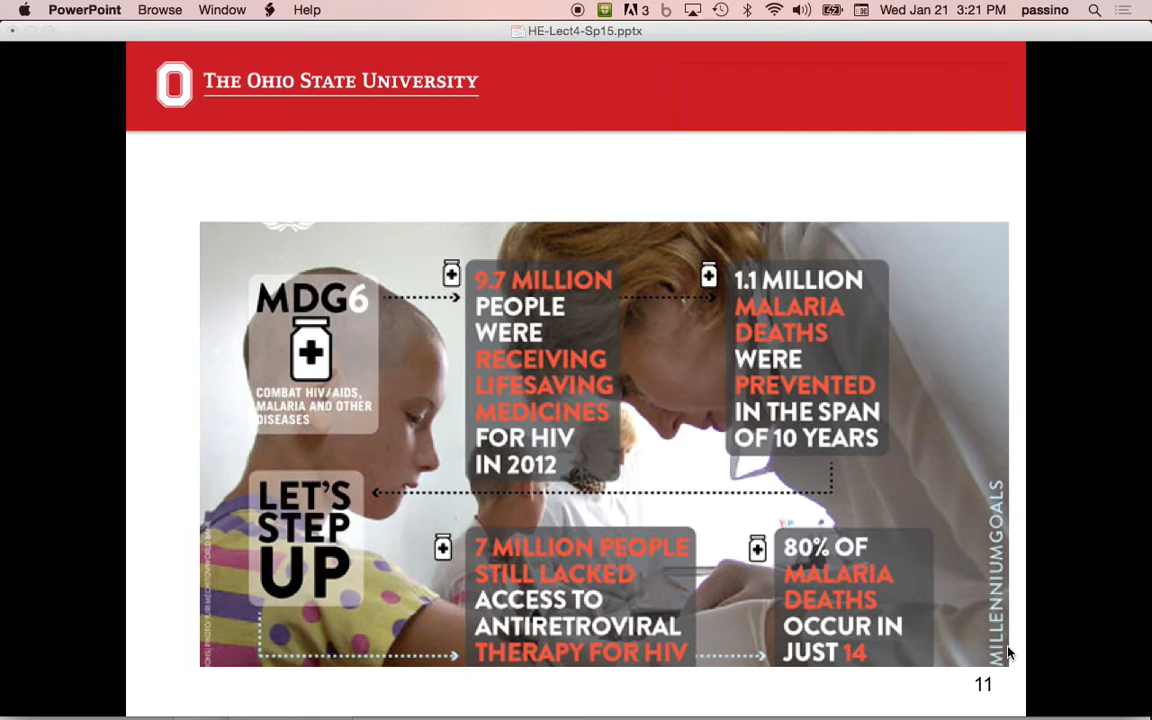 PowerPoint Browse Window Help 3 Wed Jan 21 3:21 PM passino
HE-Lect4-Sp15.pptx
THE OHIO STATE UNIVERSITY
MDG6
COMBAT HIV/AIDS,
MALARIA AND OTHER
DISEASES
9.7 MILLION
PEOPLE
WERE
RECEIVING
LIFESAVING
MEDICINES
FOR HIV
IN 2012
1.1 MILLION
MALARIA
DEATHS
WERE
PREVENTED
IN THE SPAN
OF 10 YEARS
LET'S
STEP
UP
7 MILLION PEOPLE
STILL LACKED
ACCESS TO
ANTIRETROVIRAL
THERAPY FOR HIV
80% OF
MALARIA
DEATHS
OCCUR IN
JUST 14
MILLENNIUMGOALS
11